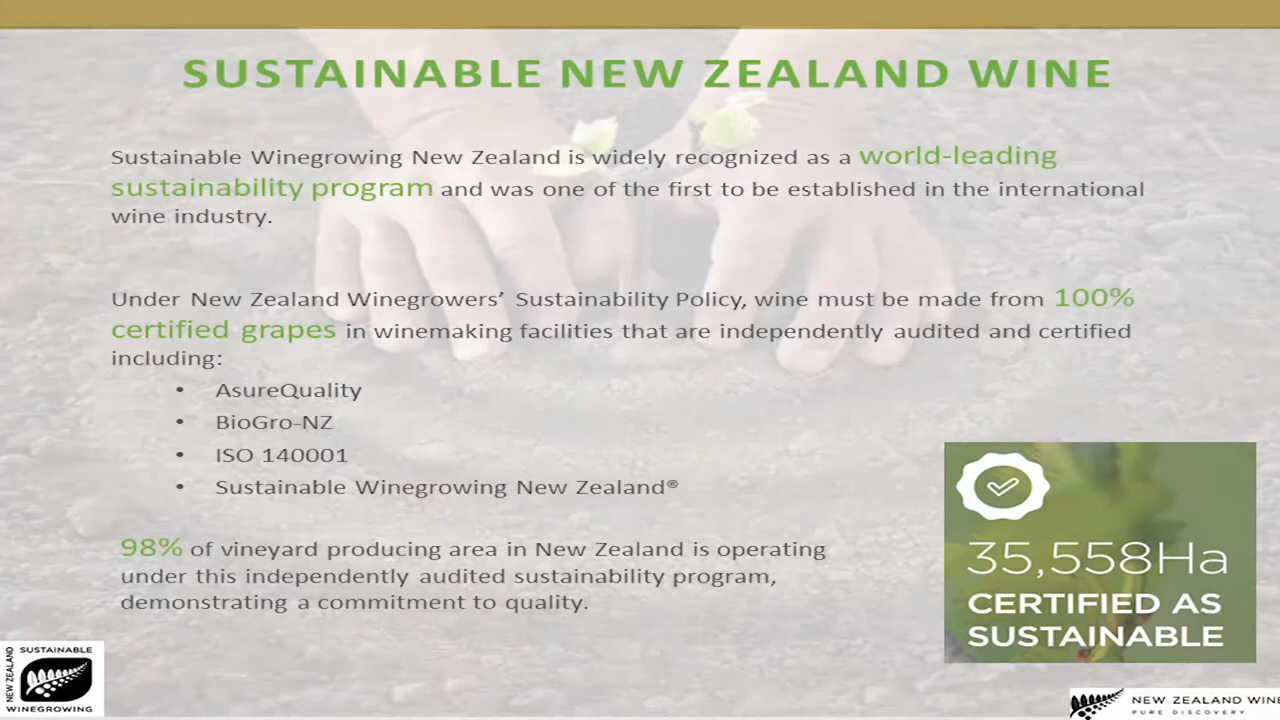 SUSTAINABLE NEW ZEALAND WINE
Sustainable Winegrowing New Zealand is widely recognized as a world-leading
sustainability program and was one of the first to be established in the international
wine industry.
Under New Zealand Winegrowers’ Sustainability Policy, wine must be made from 100%
certified grapes in winemaking facilities that are independently audited and certified
including:
• AsureQuality
• BioGro-NZ
• ISO 140001
• Sustainable Winegrowing New Zealand®
98% of vineyard producing area in New Zealand is operating
under this independently audited sustainability program,
demonstrating a commitment to quality.
35,558Ha
CERTIFIED AS
SUSTAINABLE
NEW ZEALAND
SUSTAINABLE
WINEGROWING
NEW ZEALAND WINE
PURE DISCOVERY